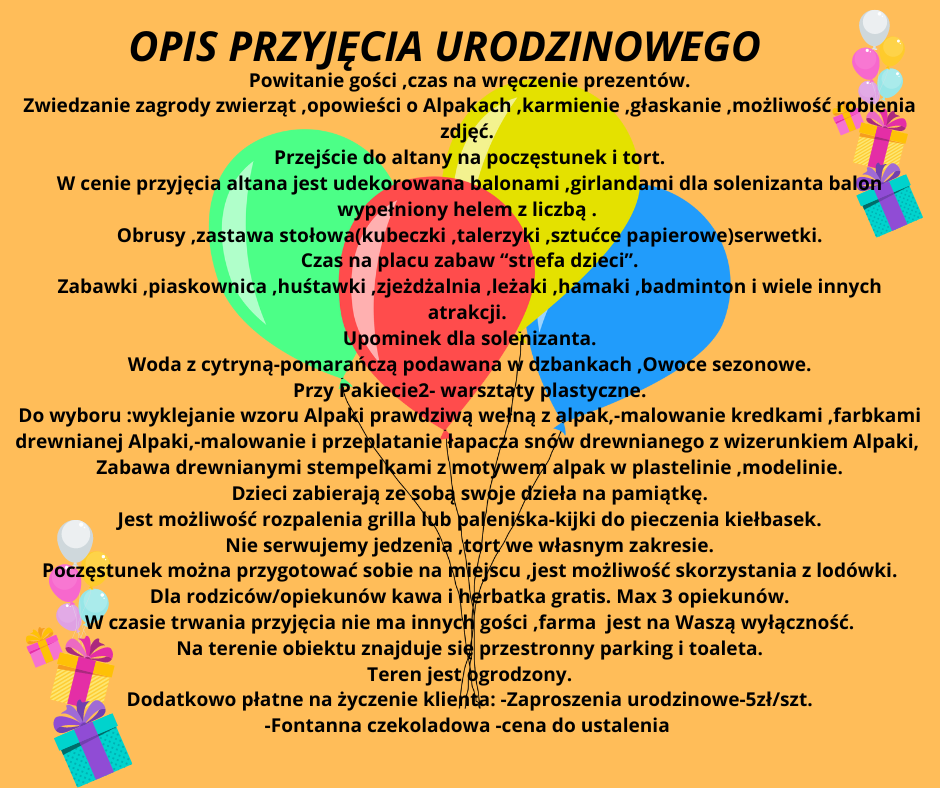 OPIS PRZYJĘCIA URODZINOWEGO
Powitanie gości ,czas na wręczenie prezentów.
Zwiedzanie zagrody zwierząt ,opowieści o Alpakach ,karmienie ,głaskanie ,możliwość robienia
zdjęć.
Przejście do altany na poczęstunek i tort.
W cenie przyjęcia altana jest udekorowana balonami ,girlandami dla solenizanta balon
wypełniony helem z liczbą .
Obrusy ,zastawa stołowa(kubeczki ,talerzyki ,sztućce papierowe)serwetki.
Czas na placu zabaw “strefa dzieci”.
Zabawki ,piaskownica ,huśtawki ,zjeżdżalnia ,leżaki ,hamaki ,badminton i wiele innych
atrakcji.
Upominek dla solenizanta.
Woda z cytryną-pomarańczą podawana w dzbankach ,Owoce sezonowe.
Przy Pakiecie2- warsztaty plastyczne.
Do wyboru :wyklejanie wzoru Alpaki prawdziwą wełną z alpak,-malowanie kredkami ,farbkami
drewnianej Alpaki,-malowanie i przeplatanie łapacza snów drewnianego z wizerunkiem Alpaki,
Zabawa drewnianymi stempelkami z motywem alpak w plastelinie ,modelinie.
Dzieci zabierają ze sobą swoje dzieła na pamiątkę.
Jest możliwość rozpalenia grilla lub paleniska-kijki do pieczenia kiełbasek.
Nie serwujemy jedzenia ,tort we własnym zakresie.
Poczęstunek można przygotować sobie na miejscu ,jest możliwość skorzystania z lodówki.
Dla rodziców/opiekunów kawa i herbatka gratis. Max 3 opiekunów.
W czasie trwania przyjęcia nie ma innych gości ,farma jest na Waszą wyłączność.
Na terenie obiektu znajduje się przestronny parking i toaleta.
Teren jest ogrodzony.
Dodatkowo płatne na życzenie klienta: -Zaproszenia urodzinowe-5zł/szt.
-Fontanna czekoladowa -cena do ustalenia